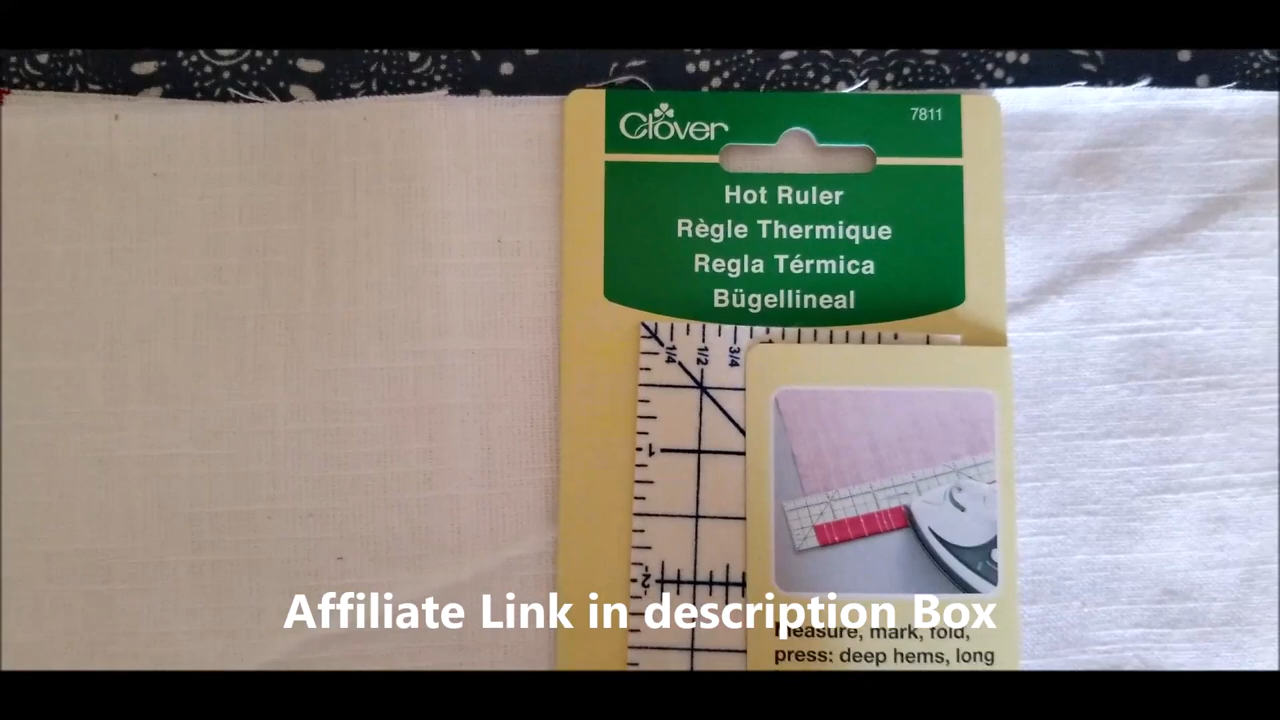 Clover
7811
Hot Ruler
Règle Thermique
Regla Térmica
Bügellineal
1/4
1/2
3/4
1
2
Affiliate Link in description Box
Measure, mark, fold,
press: deep hems, long